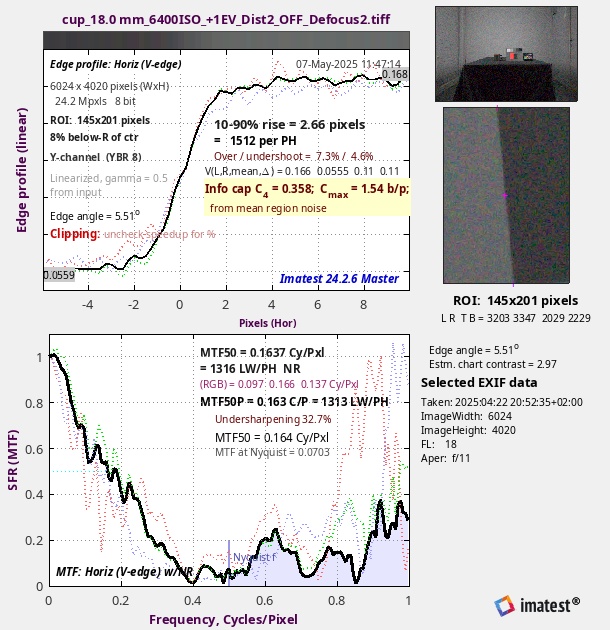 cup_18.0 mm_6400ISO_+1EV_Dist2_OFF_Defocus2.tiff
Edge profile: Horiz (V-edge)
07-May-2025 11:47:14
0.168
6024 x 4020 pixels (WxH)
24.2 Mpxls 8 bit
ROI: 145x201 pixels
8% below-R of ctr
Y-channel (YBR 8)
Linearized, gamma = 0.5
from input
Edge angle = 5.51°
Clipping: uncheck speedup for %
10-90% rise = 2.66 pixels
= 1512 per PH
Over / undershoot = 7.3% / 4.6%
V(L,R,mean,Δ) = 0.166 0.0555 0.11 0.11
Info cap C4 = 0.358; Cmax = 1.54 b/p;
from mean region noise
0.0559
Imatest 24.2.6 Master
Edge profile (linear)
-4 -2 0 2 4 6 8
Pixels (Hor)
ROI: 145x201 pixels
L R T B = 3203 3347 2029 2229
Edge angle = 5.51°
Estm. chart contrast = 2.97
Selected EXIF data
Taken: 2025:04:22 20:52:35+02:00
ImageWidth: 6024
ImageHeight: 4020
FL: 18
Aper: f/11
MTF50 = 0.1637 Cy/Pxl
= 1316 LW/PH NR
(RGB) = 0.097 0.166 0.137 Cy/Pxl
MTF50P = 0.163 C/P = 1313 LW/PH
Undersharpening 32.7%
MTF50 = 0.164 Cy/Pxl
MTF at Nyquist = 0.0703
Nyquist f
MTF: Horiz (V-edge) w/NR
SFR (MTF)
1
0.8
0.6
0.4
0.2
0
0 0.2 0.4 0.6 0.8 1
Frequency, Cycles/Pixel
imatest®